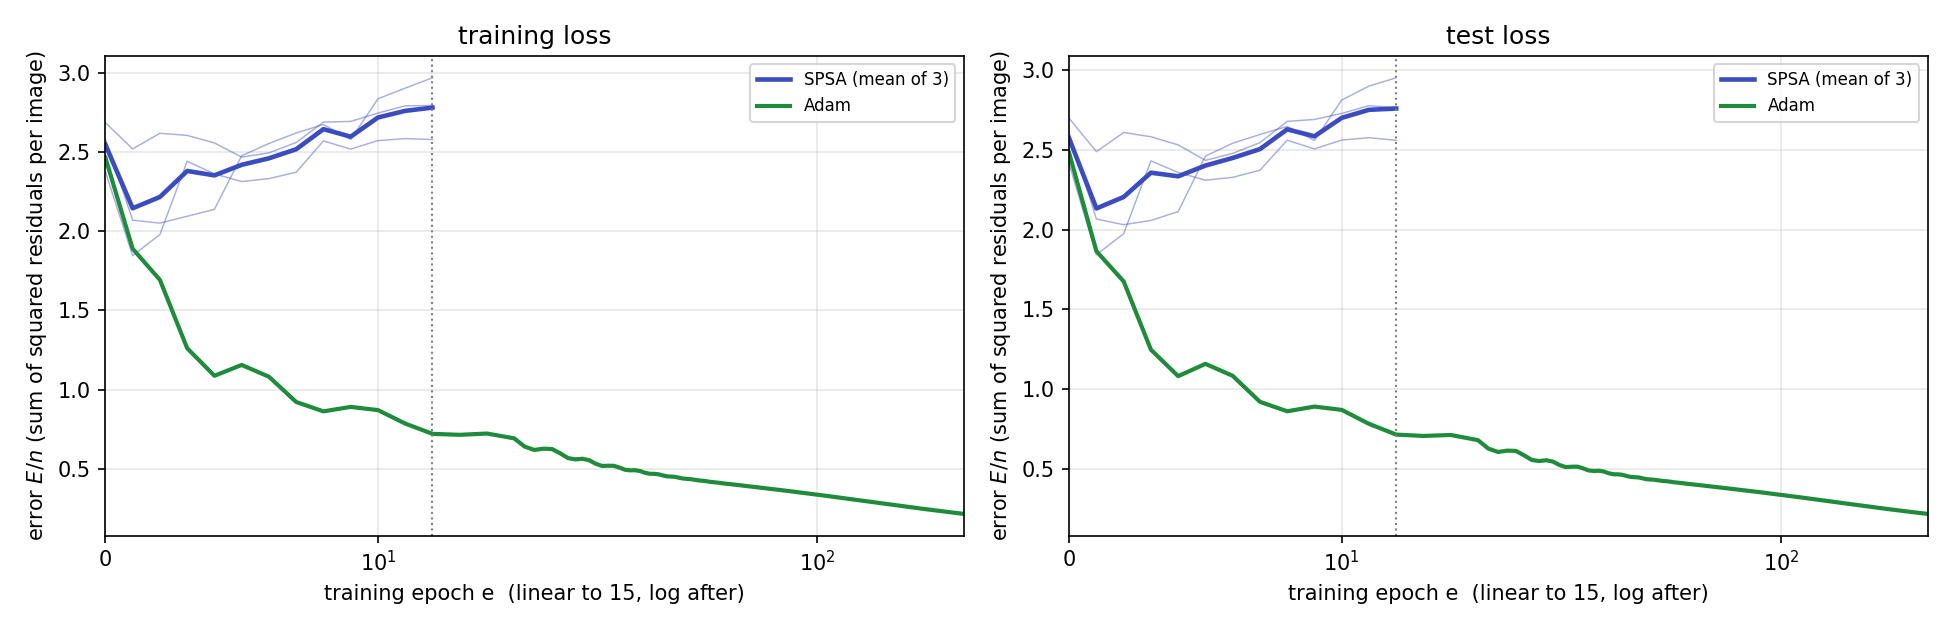 training loss
error E/n (sum of squared residuals per image)
3.0
2.5
2.0
1.5
1.0
0.5
0
10¹
10²
training epoch e (linear to 15, log after)
SPSA (mean of 3)
Adam
test loss
error E/n (sum of squared residuals per image)
3.0
2.5
2.0
1.5
1.0
0.5
0
10¹
10²
training epoch e (linear to 15, log after)
SPSA (mean of 3)
Adam